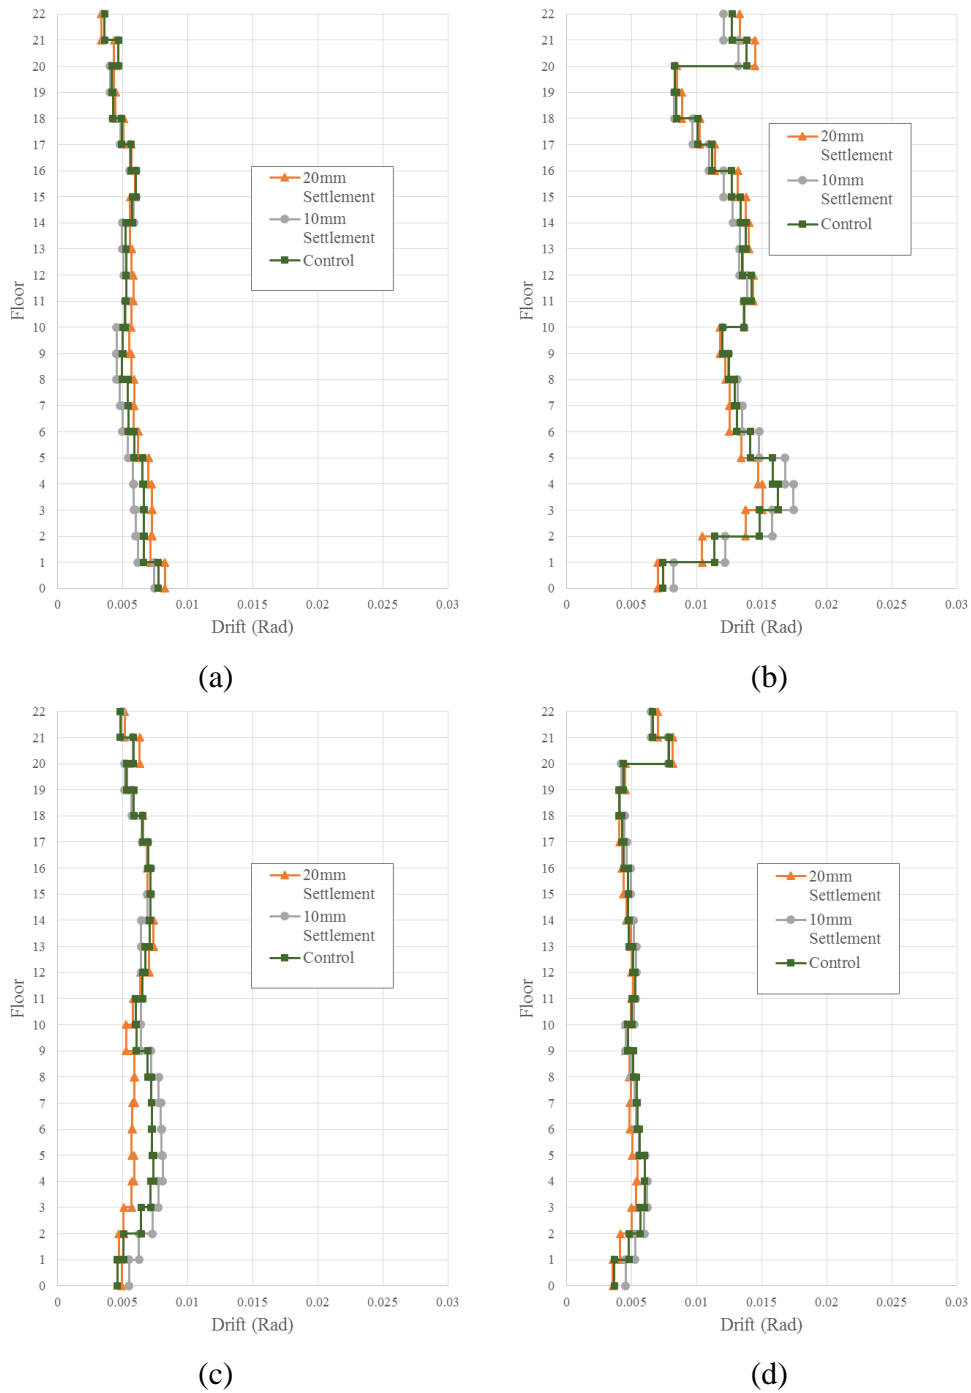 22
21
20
19
18
17
16
15
14
13
12
11
10
9
8
7
6
5
4
3
2
1
0
Floor
20mm
Settlement
10mm
Settlement
Control
0 0.005 0.01 0.015 0.02 0.025 0.03
Drift (Rad)
(a)
22
21
20
19
18
17
16
15
14
13
12
11
10
9
8
7
6
5
4
3
2
1
0
Floor
20mm
Settlement
10mm
Settlement
Control
0 0.005 0.01 0.015 0.02 0.025 0.03
Drift (Rad)
(b)
22
21
20
19
18
17
16
15
14
13
12
11
10
9
8
7
6
5
4
3
2
1
0
Floor
20mm
Settlement
10mm
Settlement
Control
0 0.005 0.01 0.015 0.02 0.025 0.03
Drift (Rad)
(c)
22
21
20
19
18
17
16
15
14
13
12
11
10
9
8
7
6
5
4
3
2
1
0
Floor
20mm
Settlement
10mm
Settlement
Control
0 0.005 0.01 0.015 0.02 0.025 0.03
Drift (Rad)
(d)